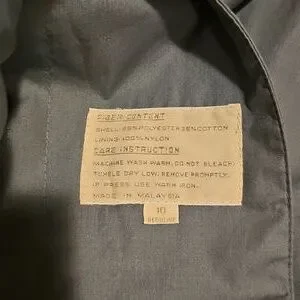 FIBER CONTENT
SHELL: 65% POLYESTER 35% COTTON
LINING: 100% NYLON
CARE INSTRUCTION
MACHINE WASH WARM, DO NOT BLEACH,
TUMBLE DRY LOW, REMOVE PROMPTLY.
IF PRESS USE WARM IRON.
MADE IN MALAYSIA
10
REGULAR